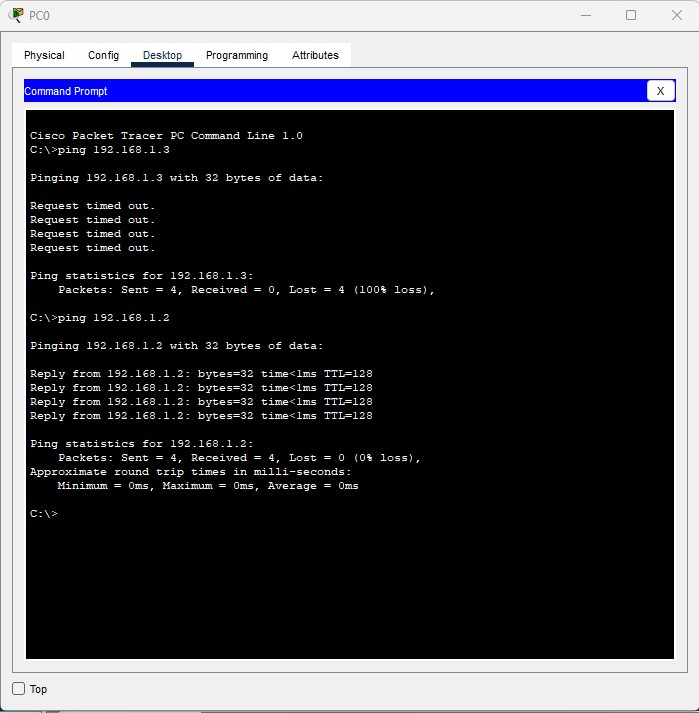 PC0
Physical Config Desktop Programming Attributes
Command Prompt X
Cisco Packet Tracer PC Command Line 1.0
C:\>ping 192.168.1.3
Pinging 192.168.1.3 with 32 bytes of data:
Request timed out.
Request timed out.
Request timed out.
Request timed out.
Ping statistics for 192.168.1.3:
Packets: Sent = 4, Received = 0, Lost = 4 (100% loss),
C:\>ping 192.168.1.2
Pinging 192.168.1.2 with 32 bytes of data:
Reply from 192.168.1.2: bytes=32 time<1ms TTL=128
Reply from 192.168.1.2: bytes=32 time<1ms TTL=128
Reply from 192.168.1.2: bytes=32 time<1ms TTL=128
Reply from 192.168.1.2: bytes=32 time<1ms TTL=128
Ping statistics for 192.168.1.2:
Packets: Sent = 4, Received = 4, Lost = 0 (0% loss),
Approximate round trip times in milli-seconds:
Minimum = 0ms, Maximum = 0ms, Average = 0ms
C:\>
Top